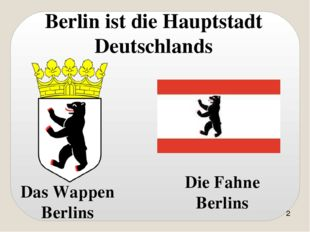 Berlin ist die Hauptstadt
Deutschlands
Das Wappen
Berlins
Die Fahne
Berlins
2